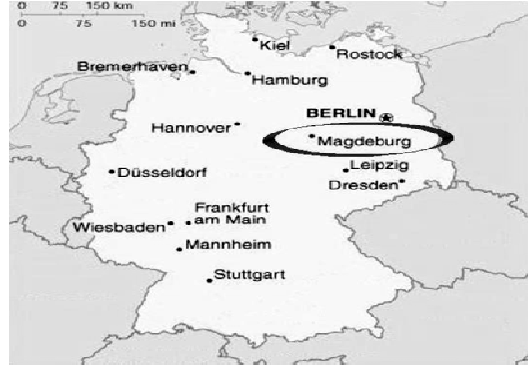 0 75 150 km
0 75 150 mi
Kiel
Rostock
Bremerhaven
Hamburg
BERLIN
Hannover
Magdeburg
Leipzig
Düsseldorf
Dresden
Frankfurt
am Main
Wiesbaden
Mannheim
Stuttgart